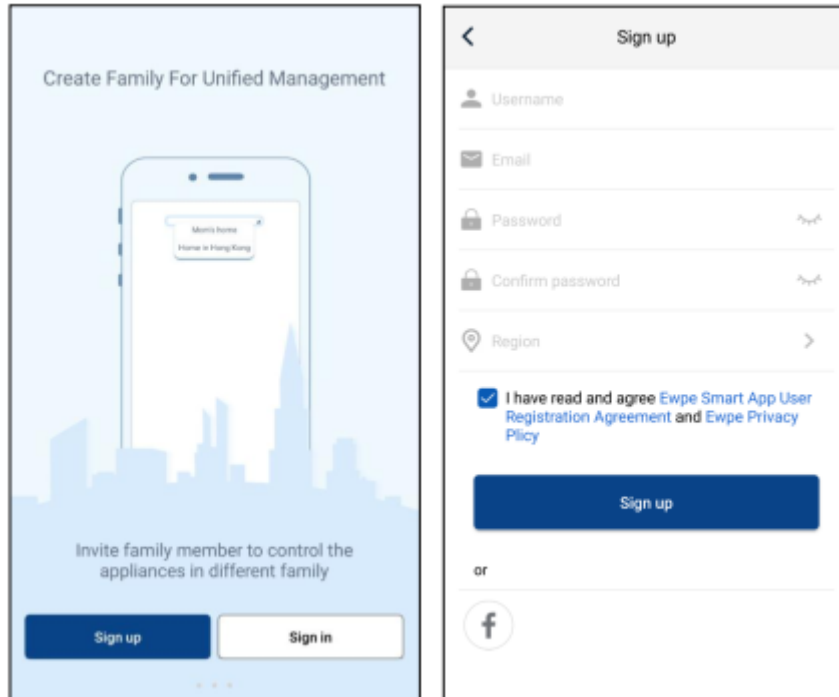 Create Family For Unified Management
Mom's home
Home in Hong Kong
Invite family member to control the
appliances in different family
Sign up
Sign in
Sign up
Username
Email
Password
Confirm password
Region
I have read and agree Ewpe Smart App User
Registration Agreement and Ewpe Privacy
Plicy
Sign up
or